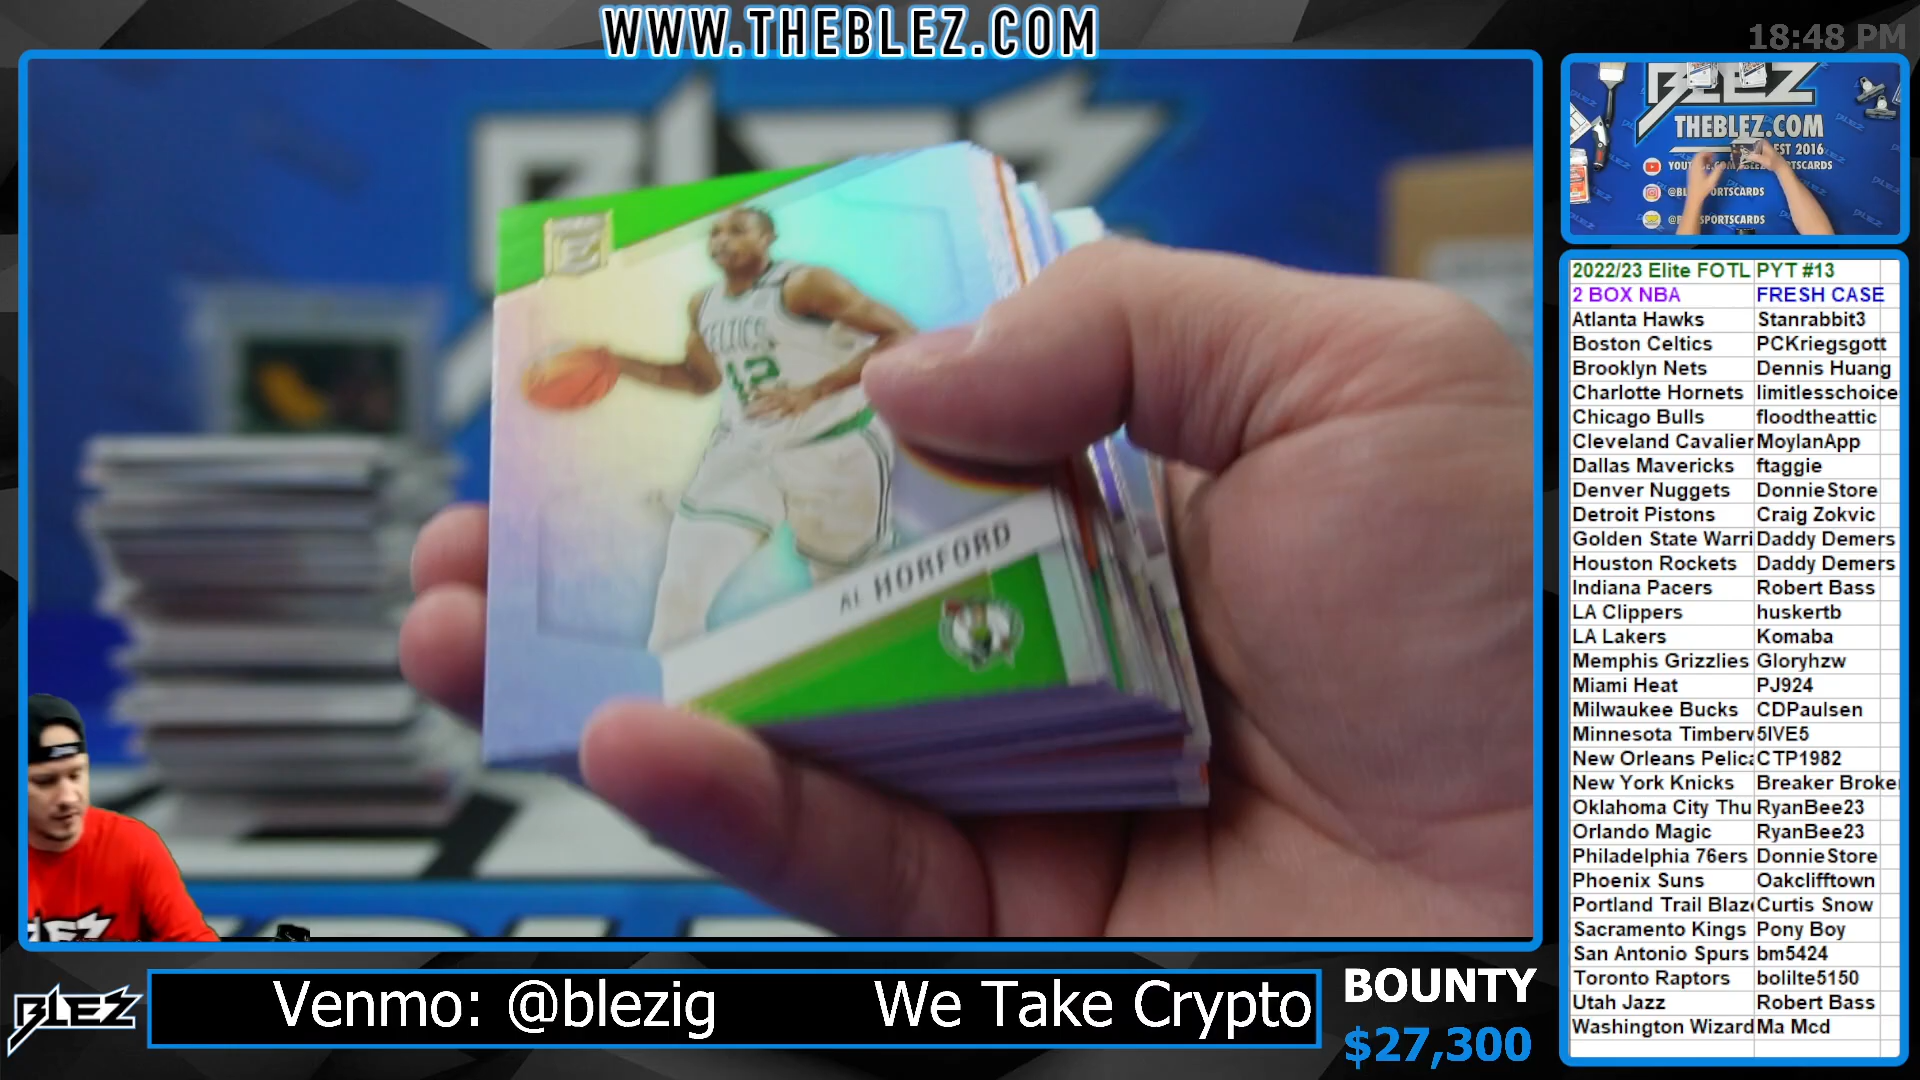 WWW.THEBLEZ.COM
18:48 PM
BLEZ
BLEZ
THEBLEZ.COM
EST 2016
CELTICS
42
AL HORFORD
2022/23 Elite FOTL PYT #13
2 BOX NBA FRESH CASE
Atlanta Hawks Stanrabbit3
Boston Celtics PCKriegsgott
Brooklyn Nets Dennis Huang
Charlotte Hornets limitlesschoice
Chicago Bulls floodtheattic
Cleveland Cavalier MoylanApp
Dallas Mavericks ftaggie
Denver Nuggets DonnieStore
Detroit Pistons Craig Zokvic
Golden State Warri Daddy Demers
Houston Rockets Daddy Demers
Indiana Pacers Robert Bass
LA Clippers huskertb
LA Lakers Komaba
Memphis Grizzlies Gloryhzw
Miami Heat PJ924
Milwaukee Bucks CDPaulsen
Minnesota Timberv 5IVE5
New Orleans Pelica CTP1982
New York Knicks Breaker Broke
Oklahoma City Thu RyanBee23
Orlando Magic RyanBee23
Philadelphia 76ers DonnieStore
Phoenix Suns Oakclifftown
Portland Trail Blaz Curtis Snow
Sacramento Kings Pony Boy
San Antonio Spurs bm5424
Toronto Raptors bolilte5150
Utah Jazz Robert Bass
Washington Wizard Ma Mcd
BLEZ
Venmo: @blezig We Take Crypto
BOUNTY
$27,300